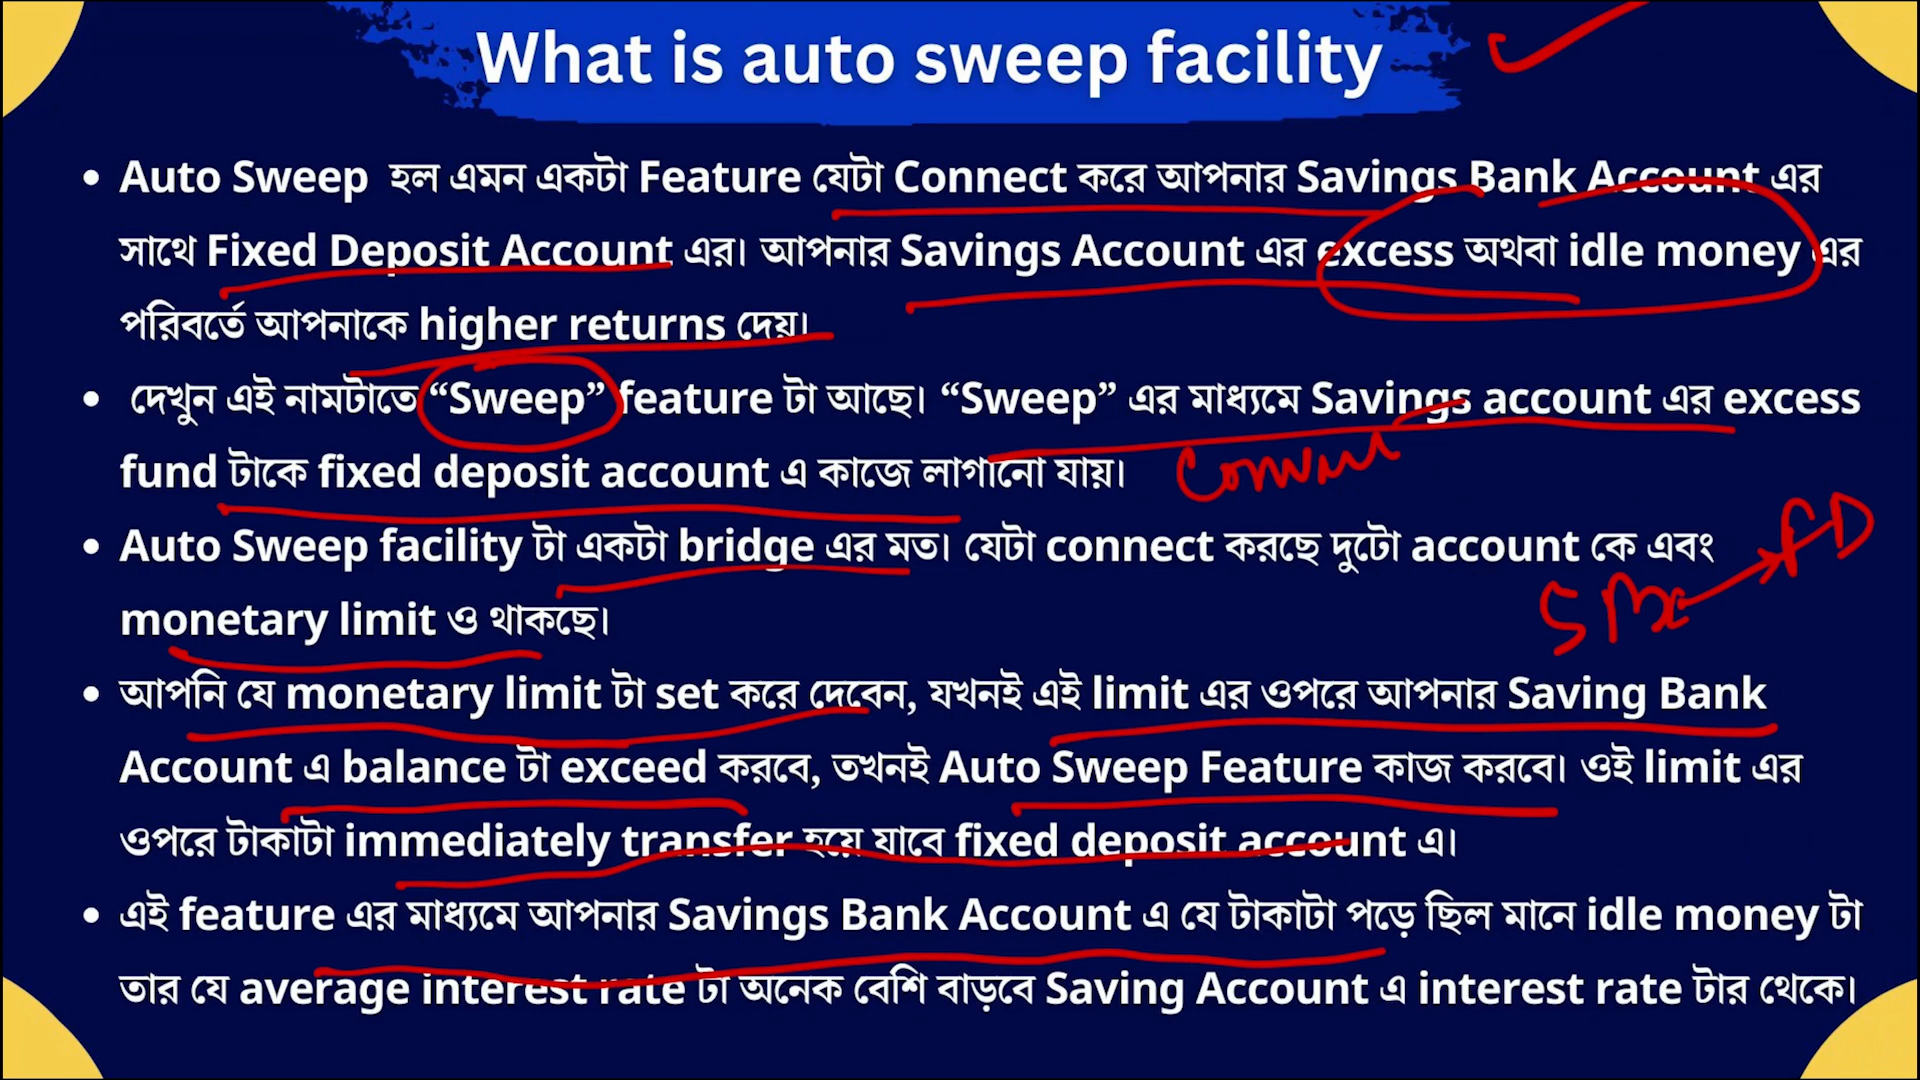 What is auto sweep facility
• Auto Sweep হল এমন একটা Feature যেটা Connect করে আপনার Savings Bank Account এর
সাথে Fixed Deposit Account এর। আপনার Savings Account এর excess অথবা idle money এর
পরিবর্তে আপনাকে higher returns দেয়।
• দেখুন এই নামটাতে “Sweep” feature টা আছে। “Sweep” এর মাধ্যমে Savings account এর excess
fund টাকে fixed deposit account এ কাজে লাগানো যায়।
• Auto Sweep facility টা একটা bridge এর মত। যেটা connect করছে দুটো account কে এবং
FD
monetary limit ও থাকছে।
• আপনি যে monetary limit টা set করে দেবেন, যখনই এই limit এর ওপরে আপনার Saving Bank
Account এ balance টা exceed করবে, তখনই Auto Sweep Feature কাজ করবে। ওই limit এর
ওপরে টাকাটা immediately transfer হয়ে যাবে fixed deposit account এ।
• এই feature এর মাধ্যমে আপনার Savings Bank Account এ যে টাকাটা পড়ে ছিল মানে idle money টা
তার যে average interest rate টা অনেক বেশি বাড়বে Saving Account এ interest rate টার থেকে।